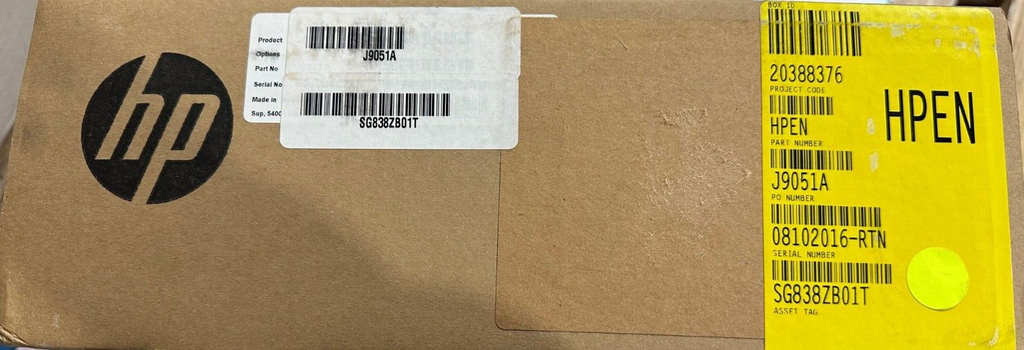 hp
Product
Options
Part No
Serial No
Made in
Sup, 5400
J9051A
SG838ZB01T
BOX ID
20388376
PROJECT CODE
HPEN
HPEN
PART NUMBER
J9051A
PO NUMBER
08102016-RTN
SERIAL NUMBER
SG838ZB01T
ASSET TAG